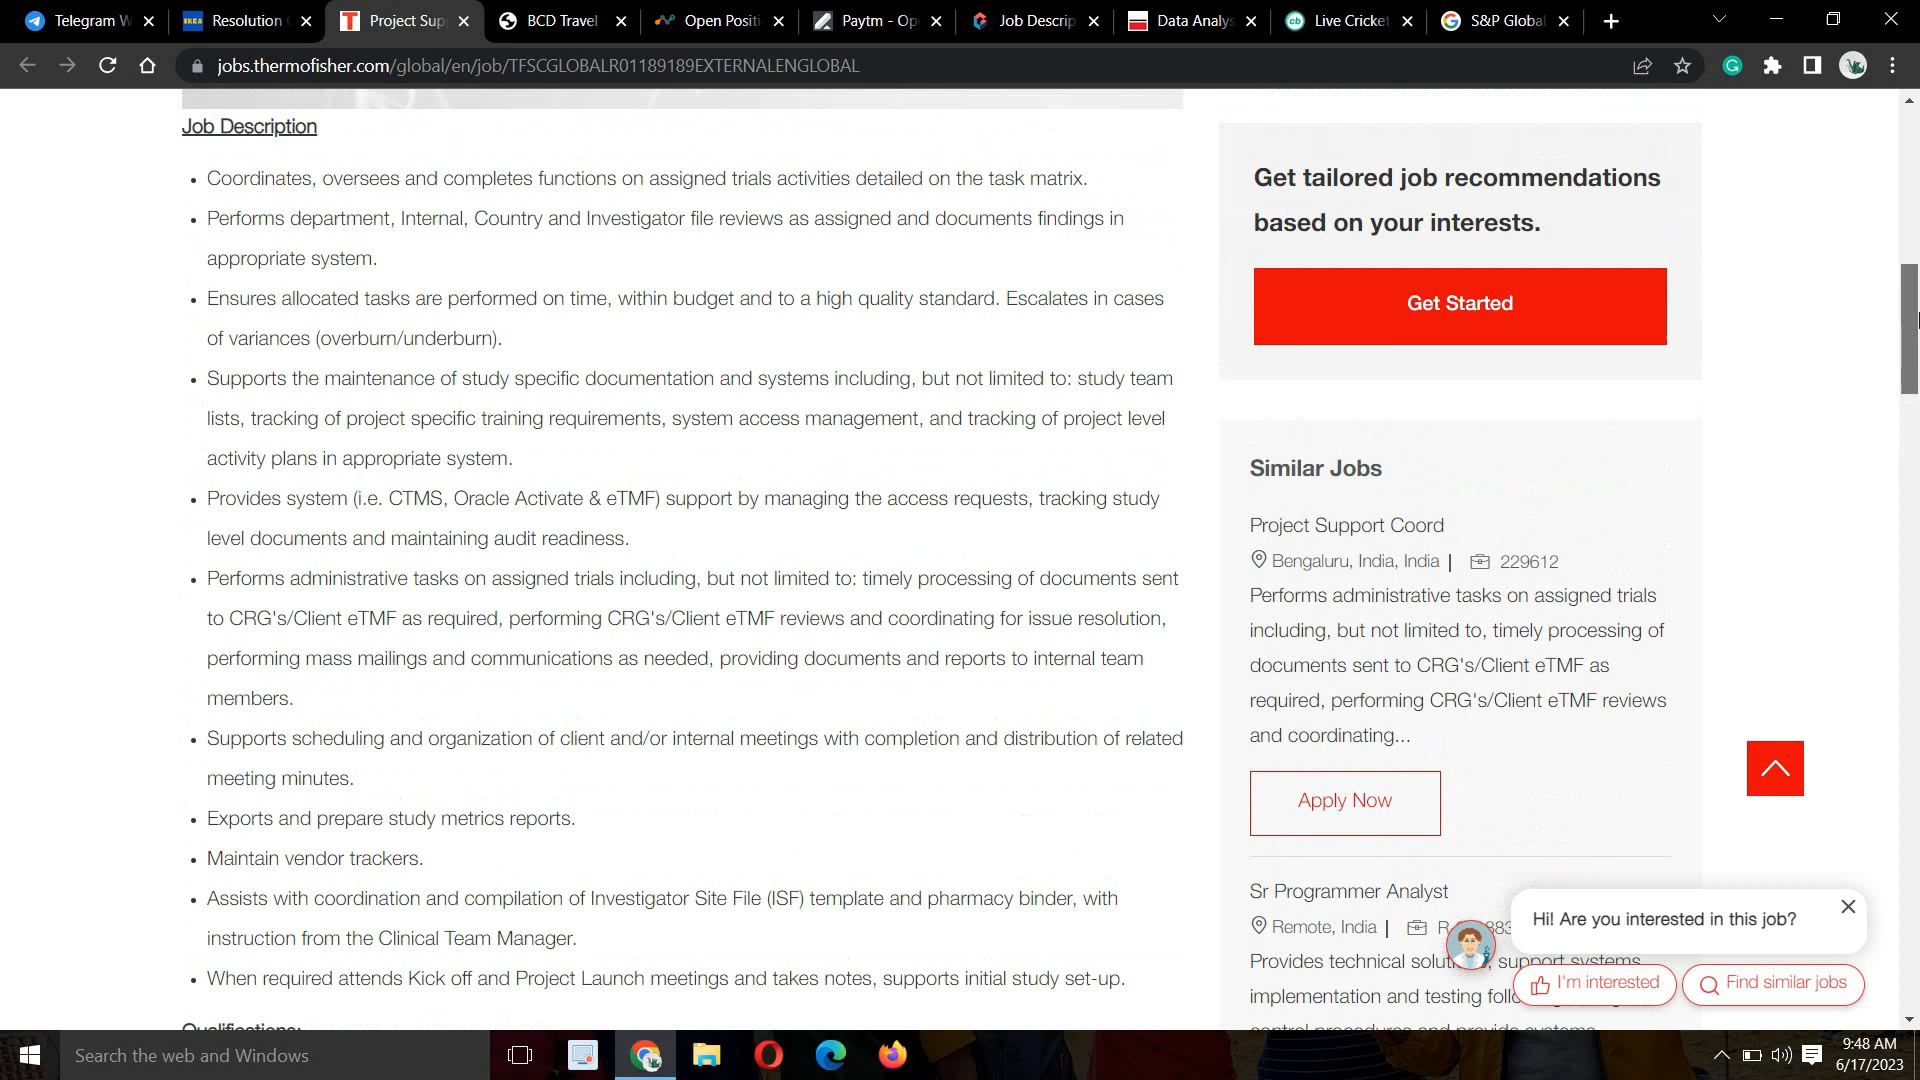 Telegram W
Resolution
Project Sup
BCD Travel
Open Positi
Paytm - Op
Job Descrip
Data Analys
Live Cricket
S&P Global
jobs.thermofisher.com/global/en/job/TFSCGLOBALR01189189EXTERNALENGLOBAL
Job Description
• Coordinates, oversees and completes functions on assigned trials activities detailed on the task matrix.
• Performs department, Internal, Country and Investigator file reviews as assigned and documents findings in
appropriate system.
• Ensures allocated tasks are performed on time, within budget and to a high quality standard. Escalates in cases
of variances (overburn/underburn).
• Supports the maintenance of study specific documentation and systems including, but not limited to: study team
lists, tracking of project specific training requirements, system access management, and tracking of project level
activity plans in appropriate system.
• Provides system (i.e. CTMS, Oracle Activate & eTMF) support by managing the access requests, tracking study
level documents and maintaining audit readiness.
• Performs administrative tasks on assigned trials including, but not limited to: timely processing of documents sent
to CRG's/Client eTMF as required, performing CRG's/Client eTMF reviews and coordinating for issue resolution,
performing mass mailings and communications as needed, providing documents and reports to internal team
members.
• Supports scheduling and organization of client and/or internal meetings with completion and distribution of related
meeting minutes.
• Exports and prepare study metrics reports.
• Maintain vendor trackers.
• Assists with coordination and compilation of Investigator Site File (ISF) template and pharmacy binder, with
instruction from the Clinical Team Manager.
• When required attends Kick off and Project Launch meetings and takes notes, supports initial study set-up.
Qualifications:
Get tailored job recommendations
based on your interests.
Get Started
Similar Jobs
Project Support Coord
Bengaluru, India, India | 229612
Performs administrative tasks on assigned trials
including, but not limited to, timely processing of
documents sent to CRG's/Client eTMF as
required, performing CRG's/Client eTMF reviews
and coordinating...
Apply Now
Sr Programmer Analyst
Remote, India |
Provides technical support systems
implementation and testing
control procedures and provide systems
Hi! Are you interested in this job?
I'm interested
Find similar jobs
Search the web and Windows
9:48 AM
6/17/2023